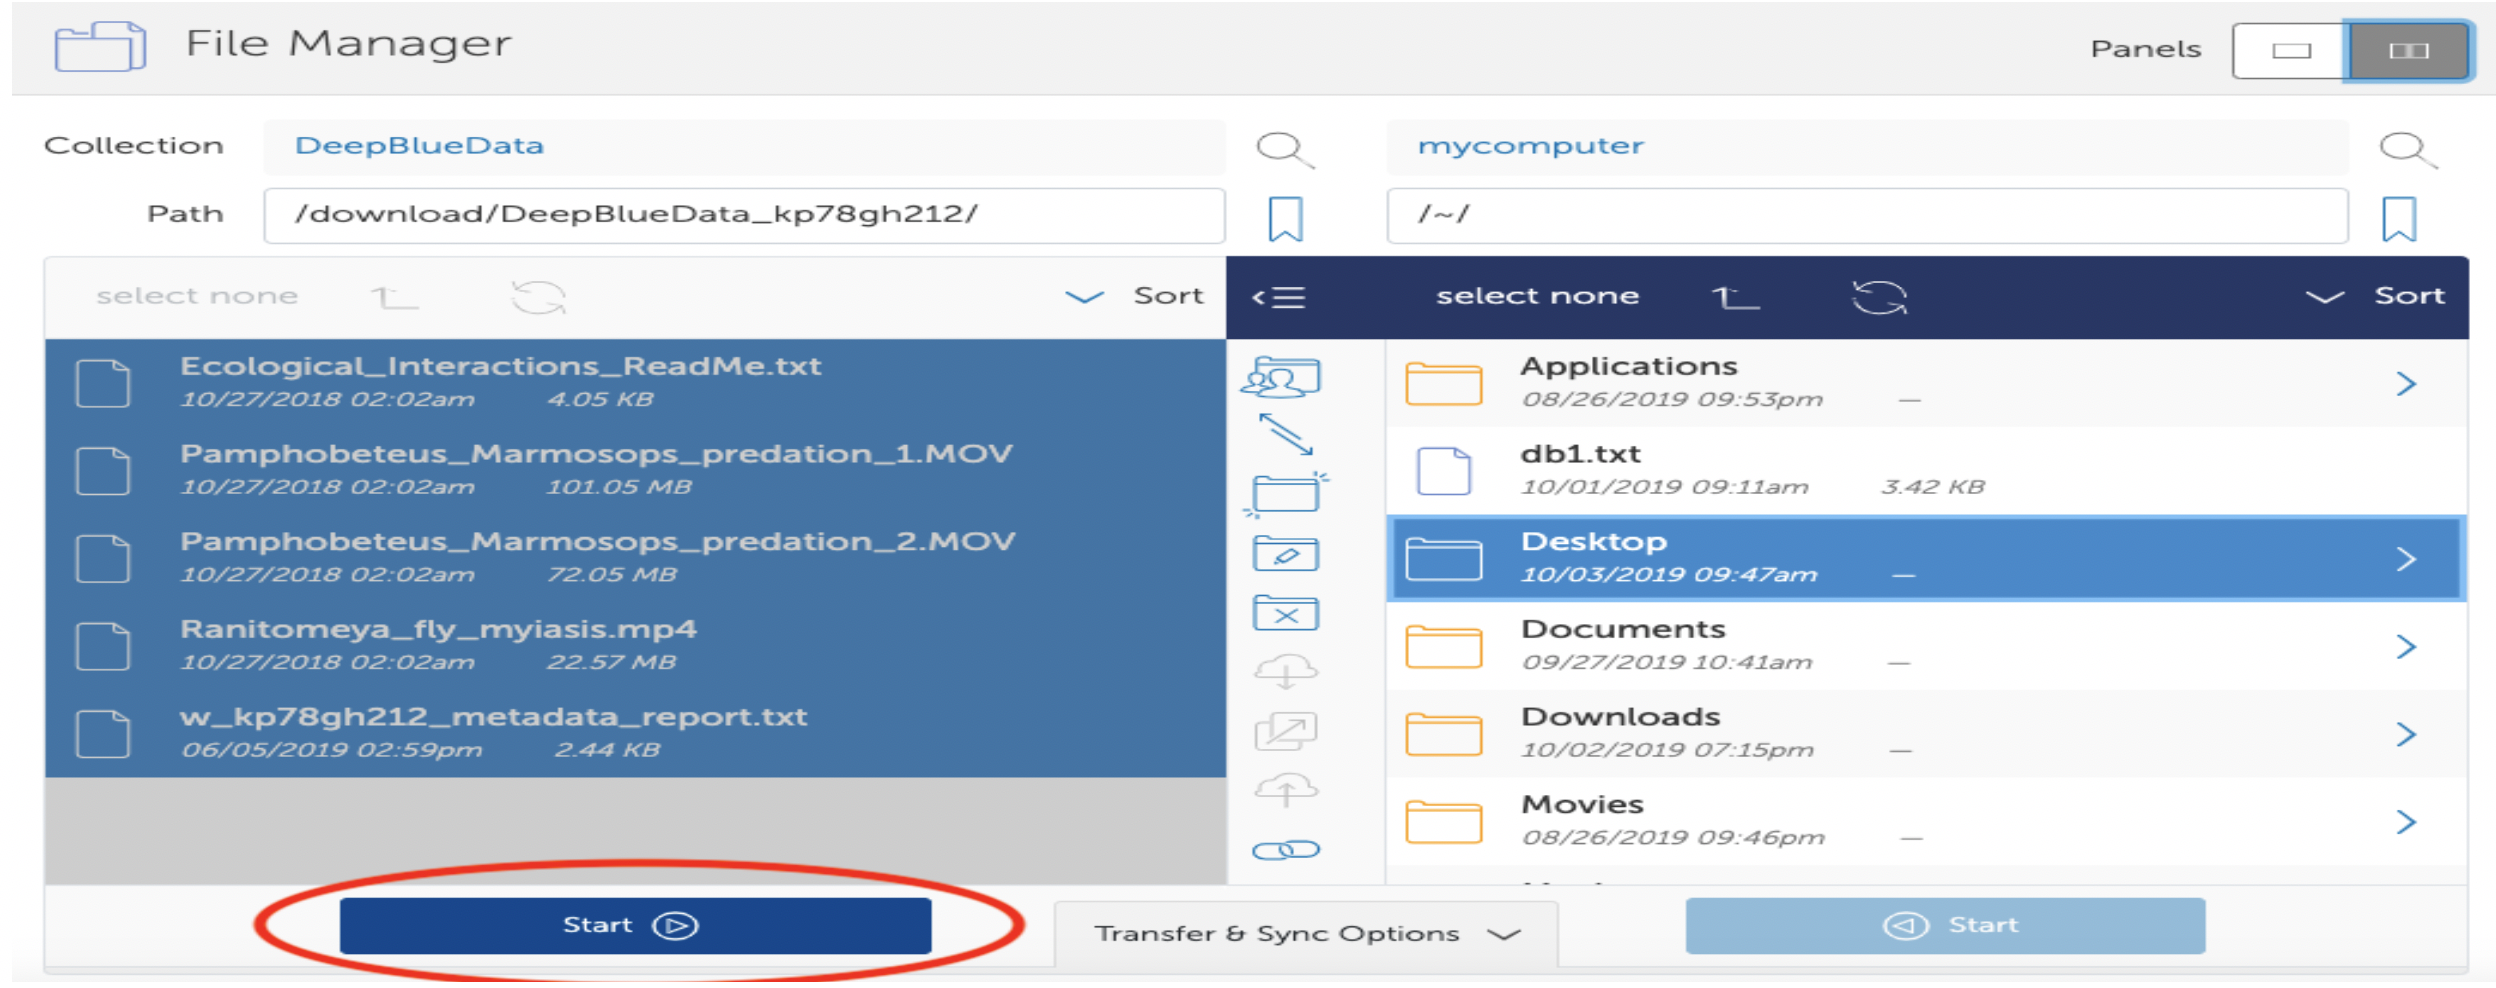 File Manager
Panels
Collection DeepBlueData
mycomputer
Path /download/DeepBlueData_kp78gh212/
/~/
select none Sort
Ecological_Interactions_ReadMe.txt
10/27/2018 02:02am 4.05 KB
Pamphobeteus_Marmosops_predation_1.MOV
10/27/2018 02:02am 101.05 MB
Pamphobeteus_Marmosops_predation_2.MOV
10/27/2018 02:02am 72.05 MB
Ranitomeya_fly_myiasis.mp4
10/27/2018 02:02am 22.57 MB
w_kp78gh212_metadata_report.txt
06/05/2019 02:59pm 2.44 KB
select none Sort
Applications
08/26/2019 09:53pm —
db1.txt
10/01/2019 09:11am 3.42 KB
Desktop
10/03/2019 09:47am —
Documents
09/27/2019 10:41am —
Downloads
10/02/2019 07:15pm —
Movies
08/26/2019 09:46pm —
Start
Transfer & Sync Options
Start